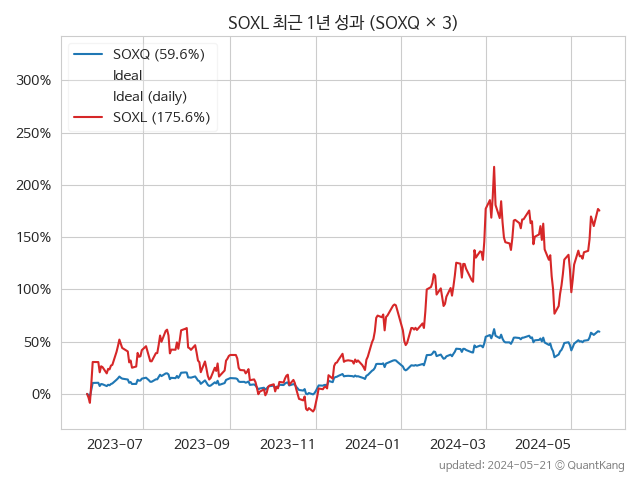 SOXL 최근 1년 성과 (SOXQ × 3)
SOXQ (59.6%)
Ideal
Ideal (daily)
SOXL (175.6%)
300%
250%
200%
150%
100%
50%
0%
2023-07 2023-09 2023-11 2024-01 2024-03 2024-05
updated: 2024-05-21 © QuantKang